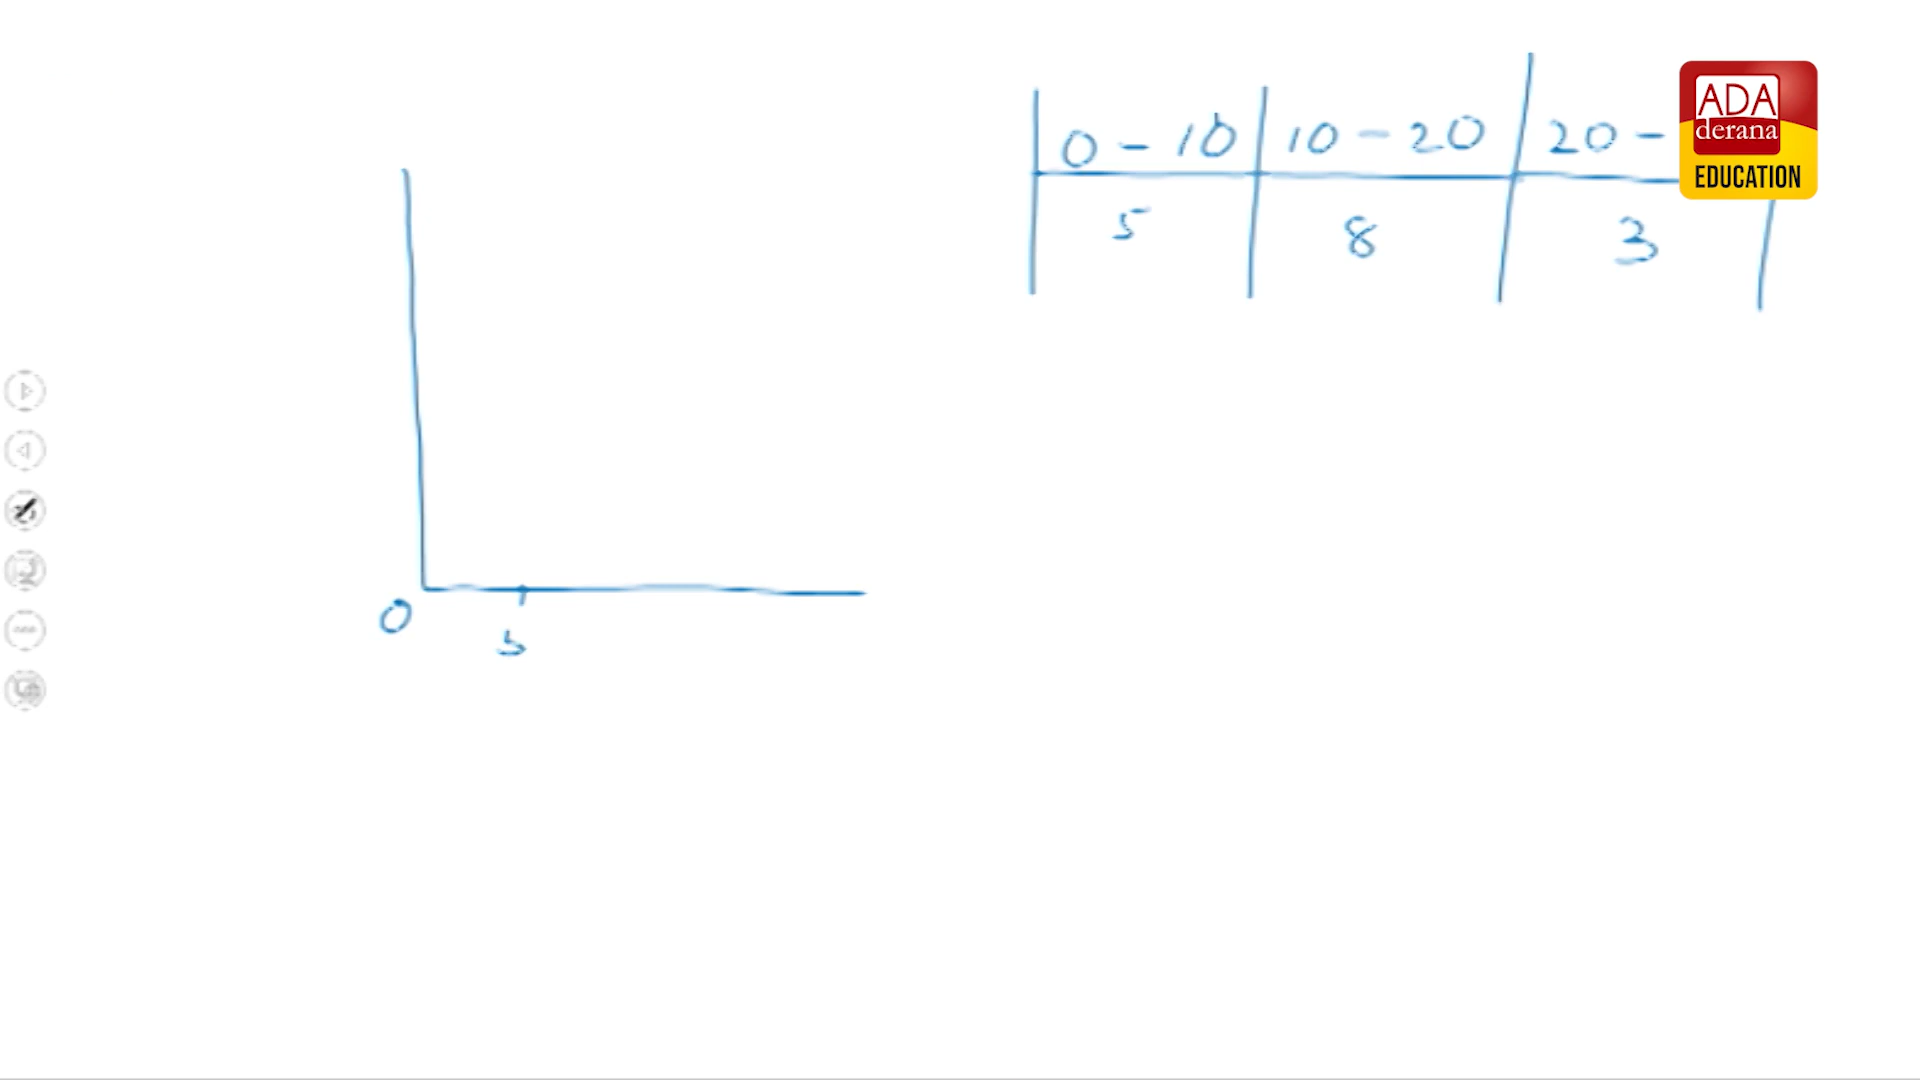 0 - 10 10 - 20 20 -
5 8 3
ADA
derana
EDUCATION
0
5